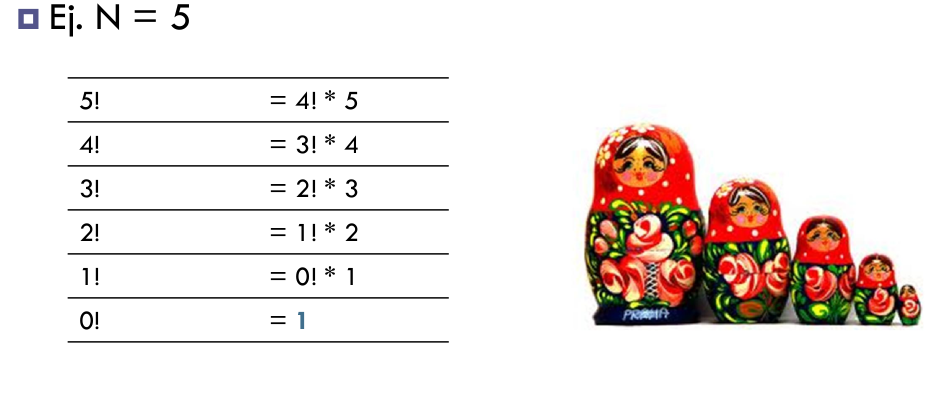 Ej. N = 5
5! = 4! * 5
4! = 3! * 4
3! = 2! * 3
2! = 1! * 2
1! = 0! * 1
0! = 1
PRAHA